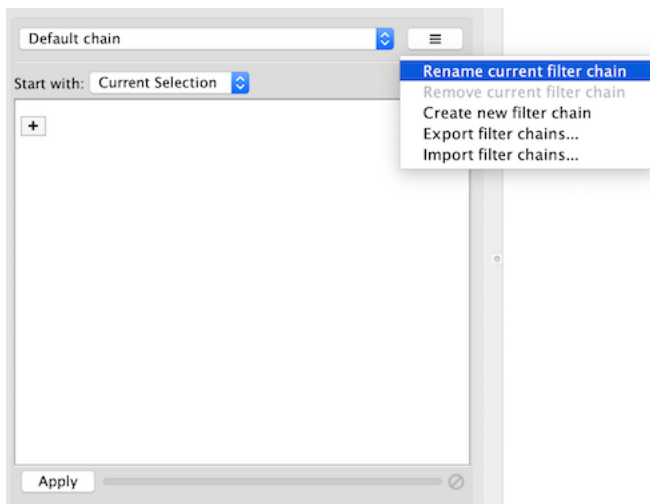 Default chain
Rename current filter chain
Remove current filter chain
Create new filter chain
Export filter chains...
Import filter chains...
Start with: Current Selection
+
Apply